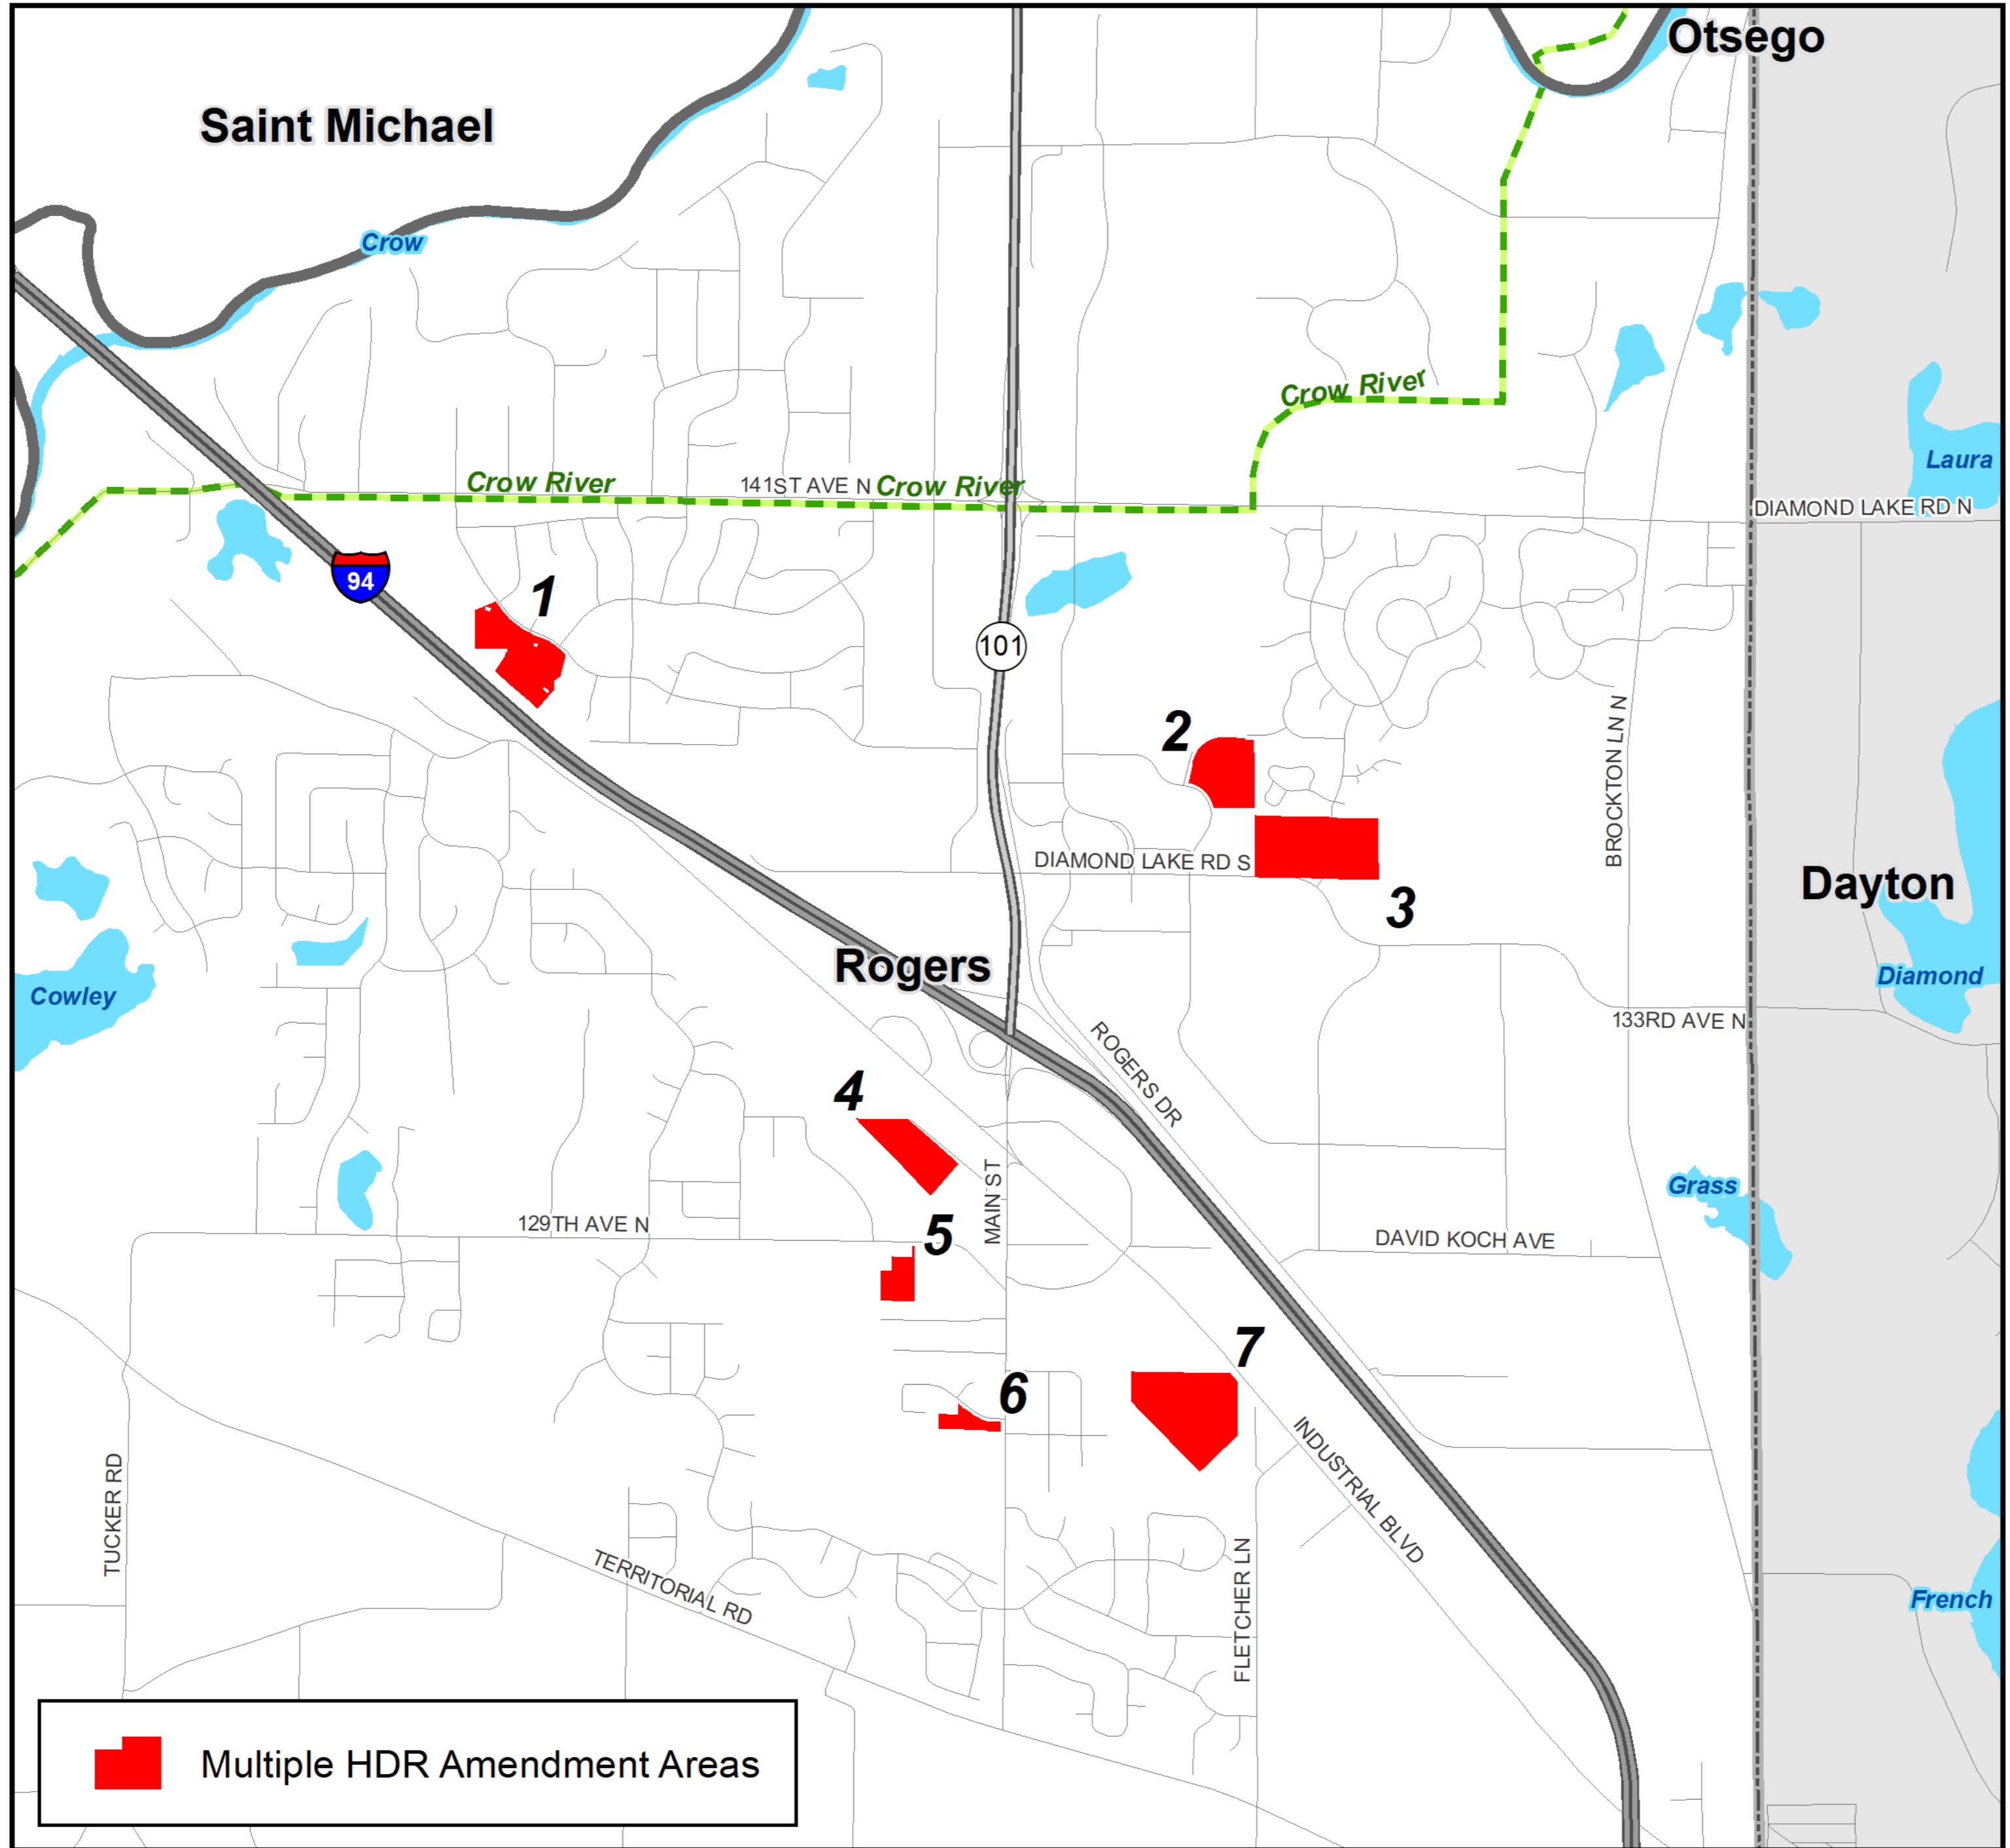 Otsego
Saint Michael
Crow
Crow River
Crow River
141ST AVE N
Crow River
Laura
DIAMOND LAKE RD N
94
1
101
2
BROCKTON LN N
DIAMOND LAKE RD S
3
Dayton
Rogers
Diamond
Cowley
133RD AVE N
ROGERS DR
4
MAIN ST
Grass
129TH AVE N
5
DAVID KOCH AVE
7
6
INDUSTRIAL BLVD
TUCKER RD
TERRITORIAL RD
FLETCHER LN
French
Multiple HDR Amendment Areas